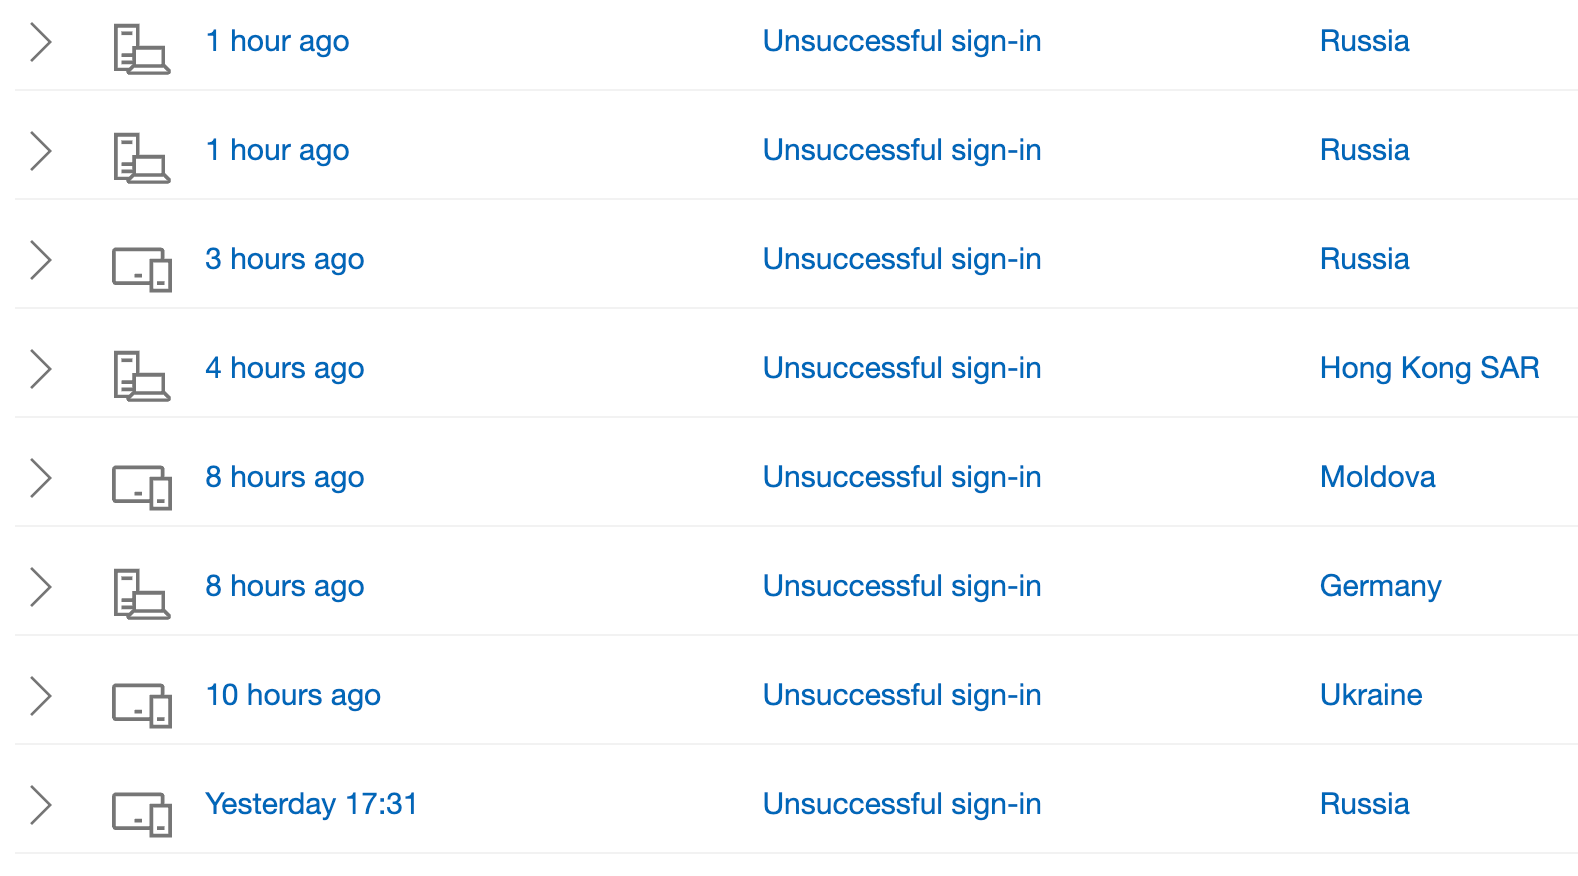 1 hour ago Unsuccessful sign-in Russia
1 hour ago Unsuccessful sign-in Russia
3 hours ago Unsuccessful sign-in Russia
4 hours ago Unsuccessful sign-in Hong Kong SAR
8 hours ago Unsuccessful sign-in Moldova
8 hours ago Unsuccessful sign-in Germany
10 hours ago Unsuccessful sign-in Ukraine
Yesterday 17:31 Unsuccessful sign-in Russia